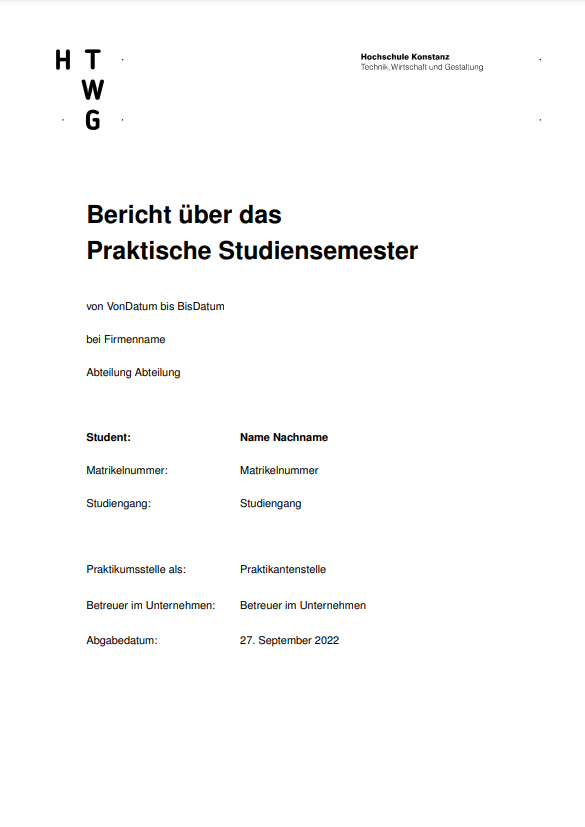 H T
W
G
Hochschule Konstanz
Technik, Wirtschaft und Gestaltung
Bericht über das
Praktische Studiensemester
von VonDatum bis BisDatum
bei Firmenname
Abteilung Abteilung
Student: Name Nachname
Matrikelnummer: Matrikelnummer
Studiengang: Studiengang
Praktikumsstelle als: Praktikantenstelle
Betreuer im Unternehmen: Betreuer im Unternehmen
Abgabedatum: 27. September 2022